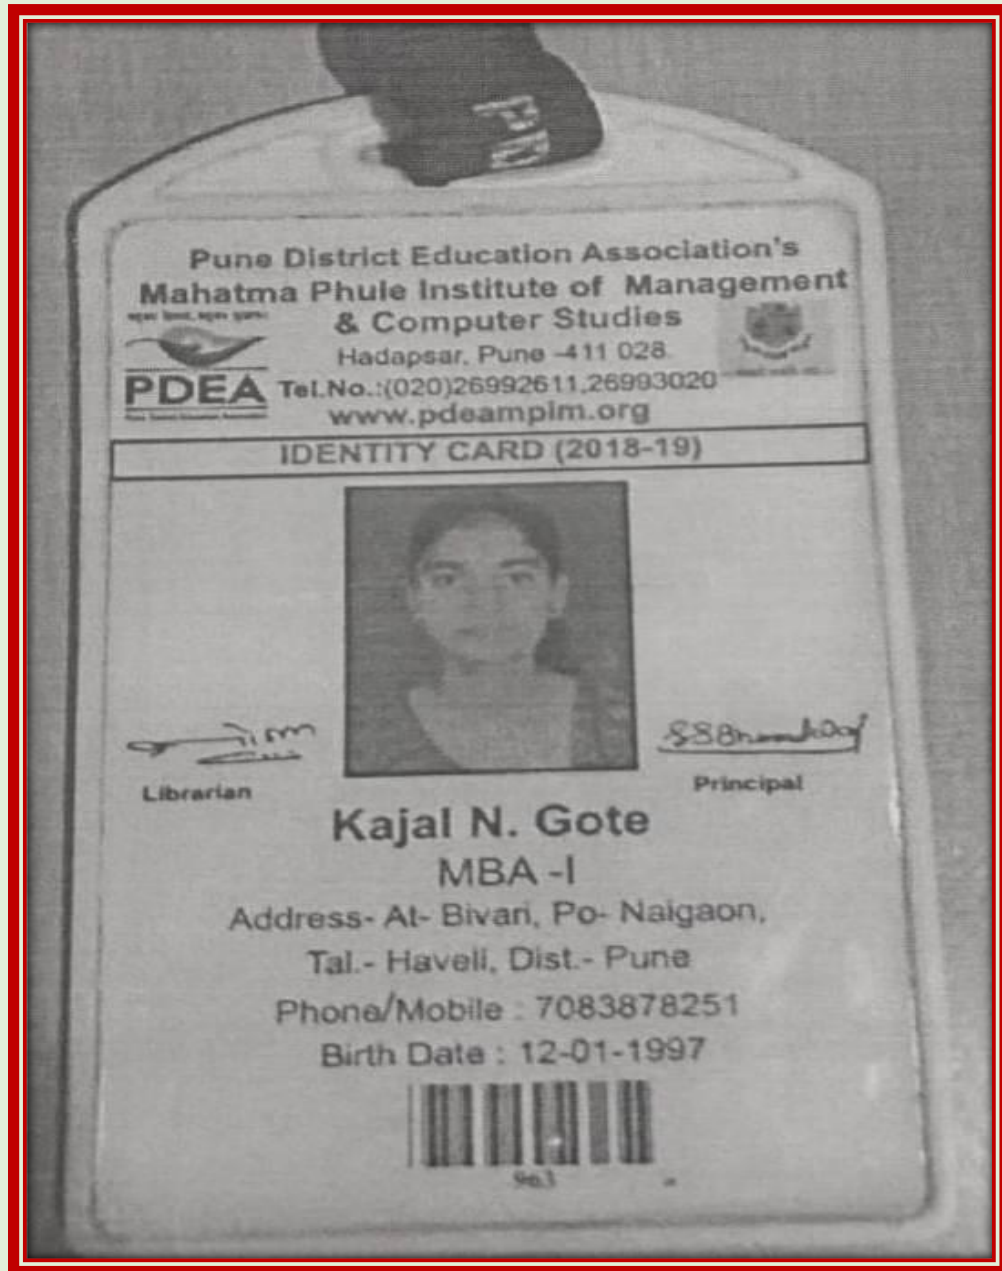 Pune District Education Association's
Mahatma Phule Institute of Management
& Computer Studies
Hadapsar, Pune -411 028.
PDEA
Tel.No.:(020)26992611,26993020
www.pdeampim.org
IDENTITY CARD (2018-19)
Librarian
Principal
Kajal N. Gote
MBA -I
Address- At- Bivari, Po- Naigaon,
Tal.- Haveli, Dist.- Pune
Phone/Mobile : 7083878251
Birth Date : 12-01-1997